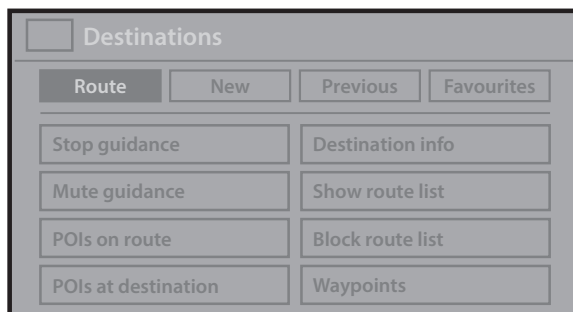 Destinations
Route New Previous Favourites
Stop guidance Destination info
Mute guidance Show route list
POIs on route Block route list
POIs at destination Waypoints